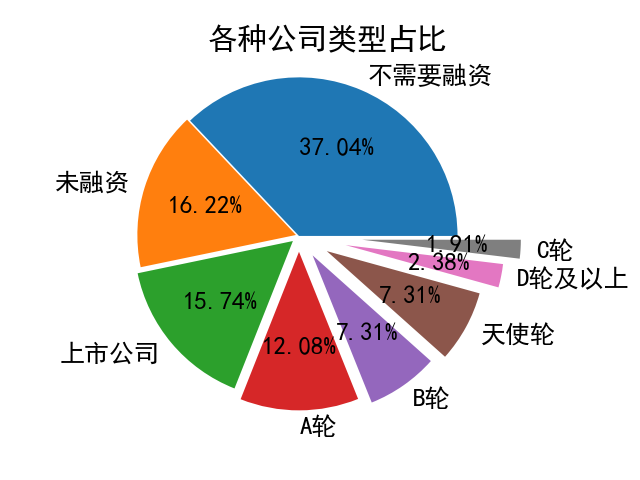 各种公司类型占比
不需要融资
37.04%
未融资
16.22%
上市公司
15.74%
A轮
12.08%
B轮
7.31%
天使轮
7.31%
D轮及以上
2.38%
C轮
1.91%